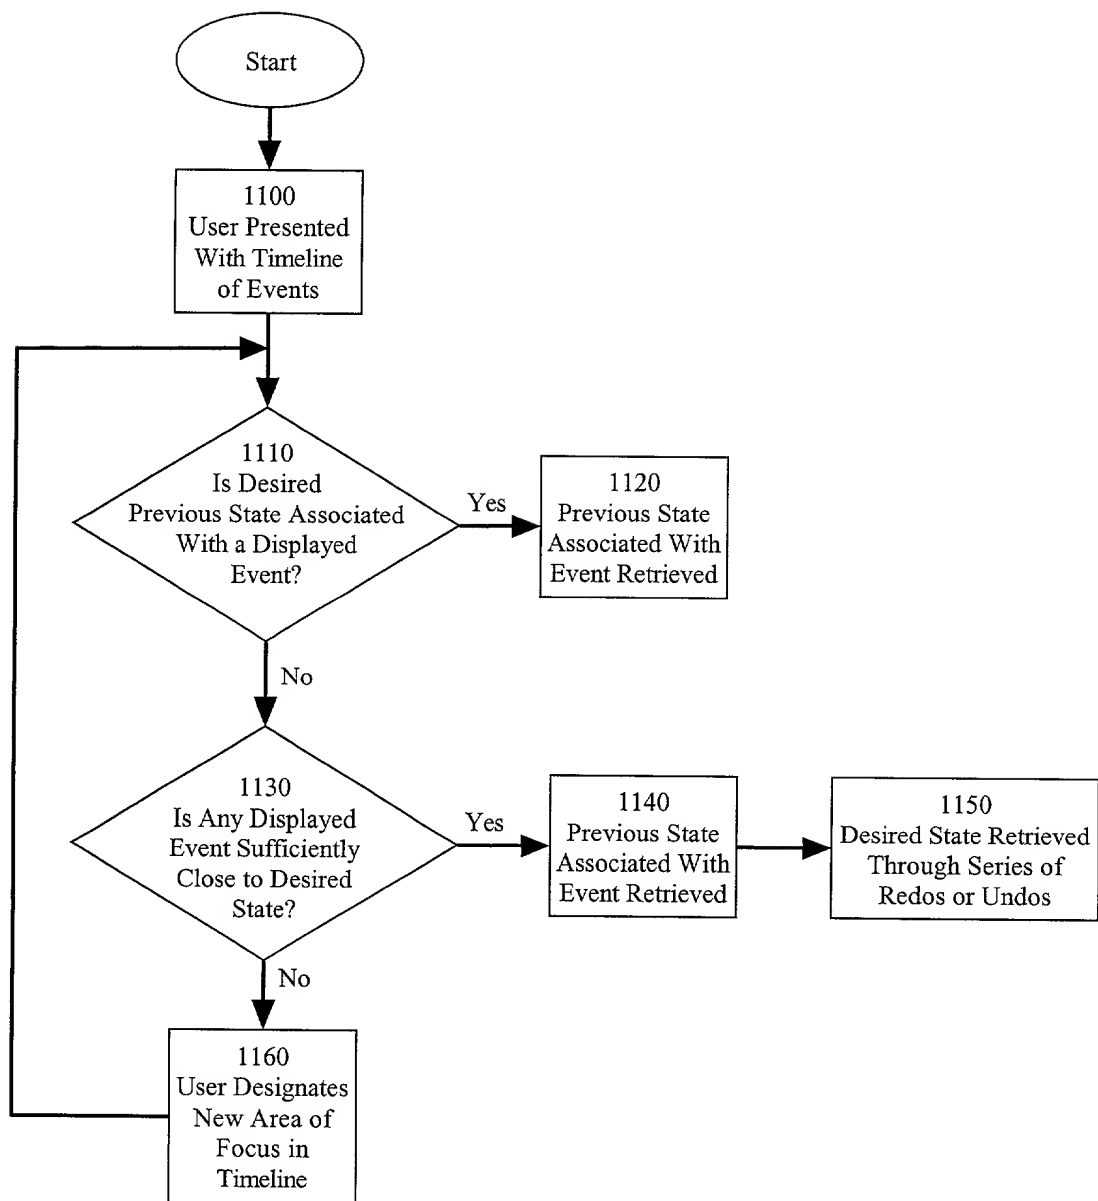 Start
1100
User Presented
With Timeline
of Events
1110
Is Desired
Previous State Associated
With a Displayed
Event?
Yes
1120
Previous State
Associated With
Event Retrieved
No
1130
Is Any Displayed
Event Sufficiently
Close to Desired
State?
Yes
1140
Previous State
Associated With
Event Retrieved
1150
Desired State Retrieved
Through Series of
Redos or Undos
No
1160
User Designates
New Area of
Focus in
Timeline